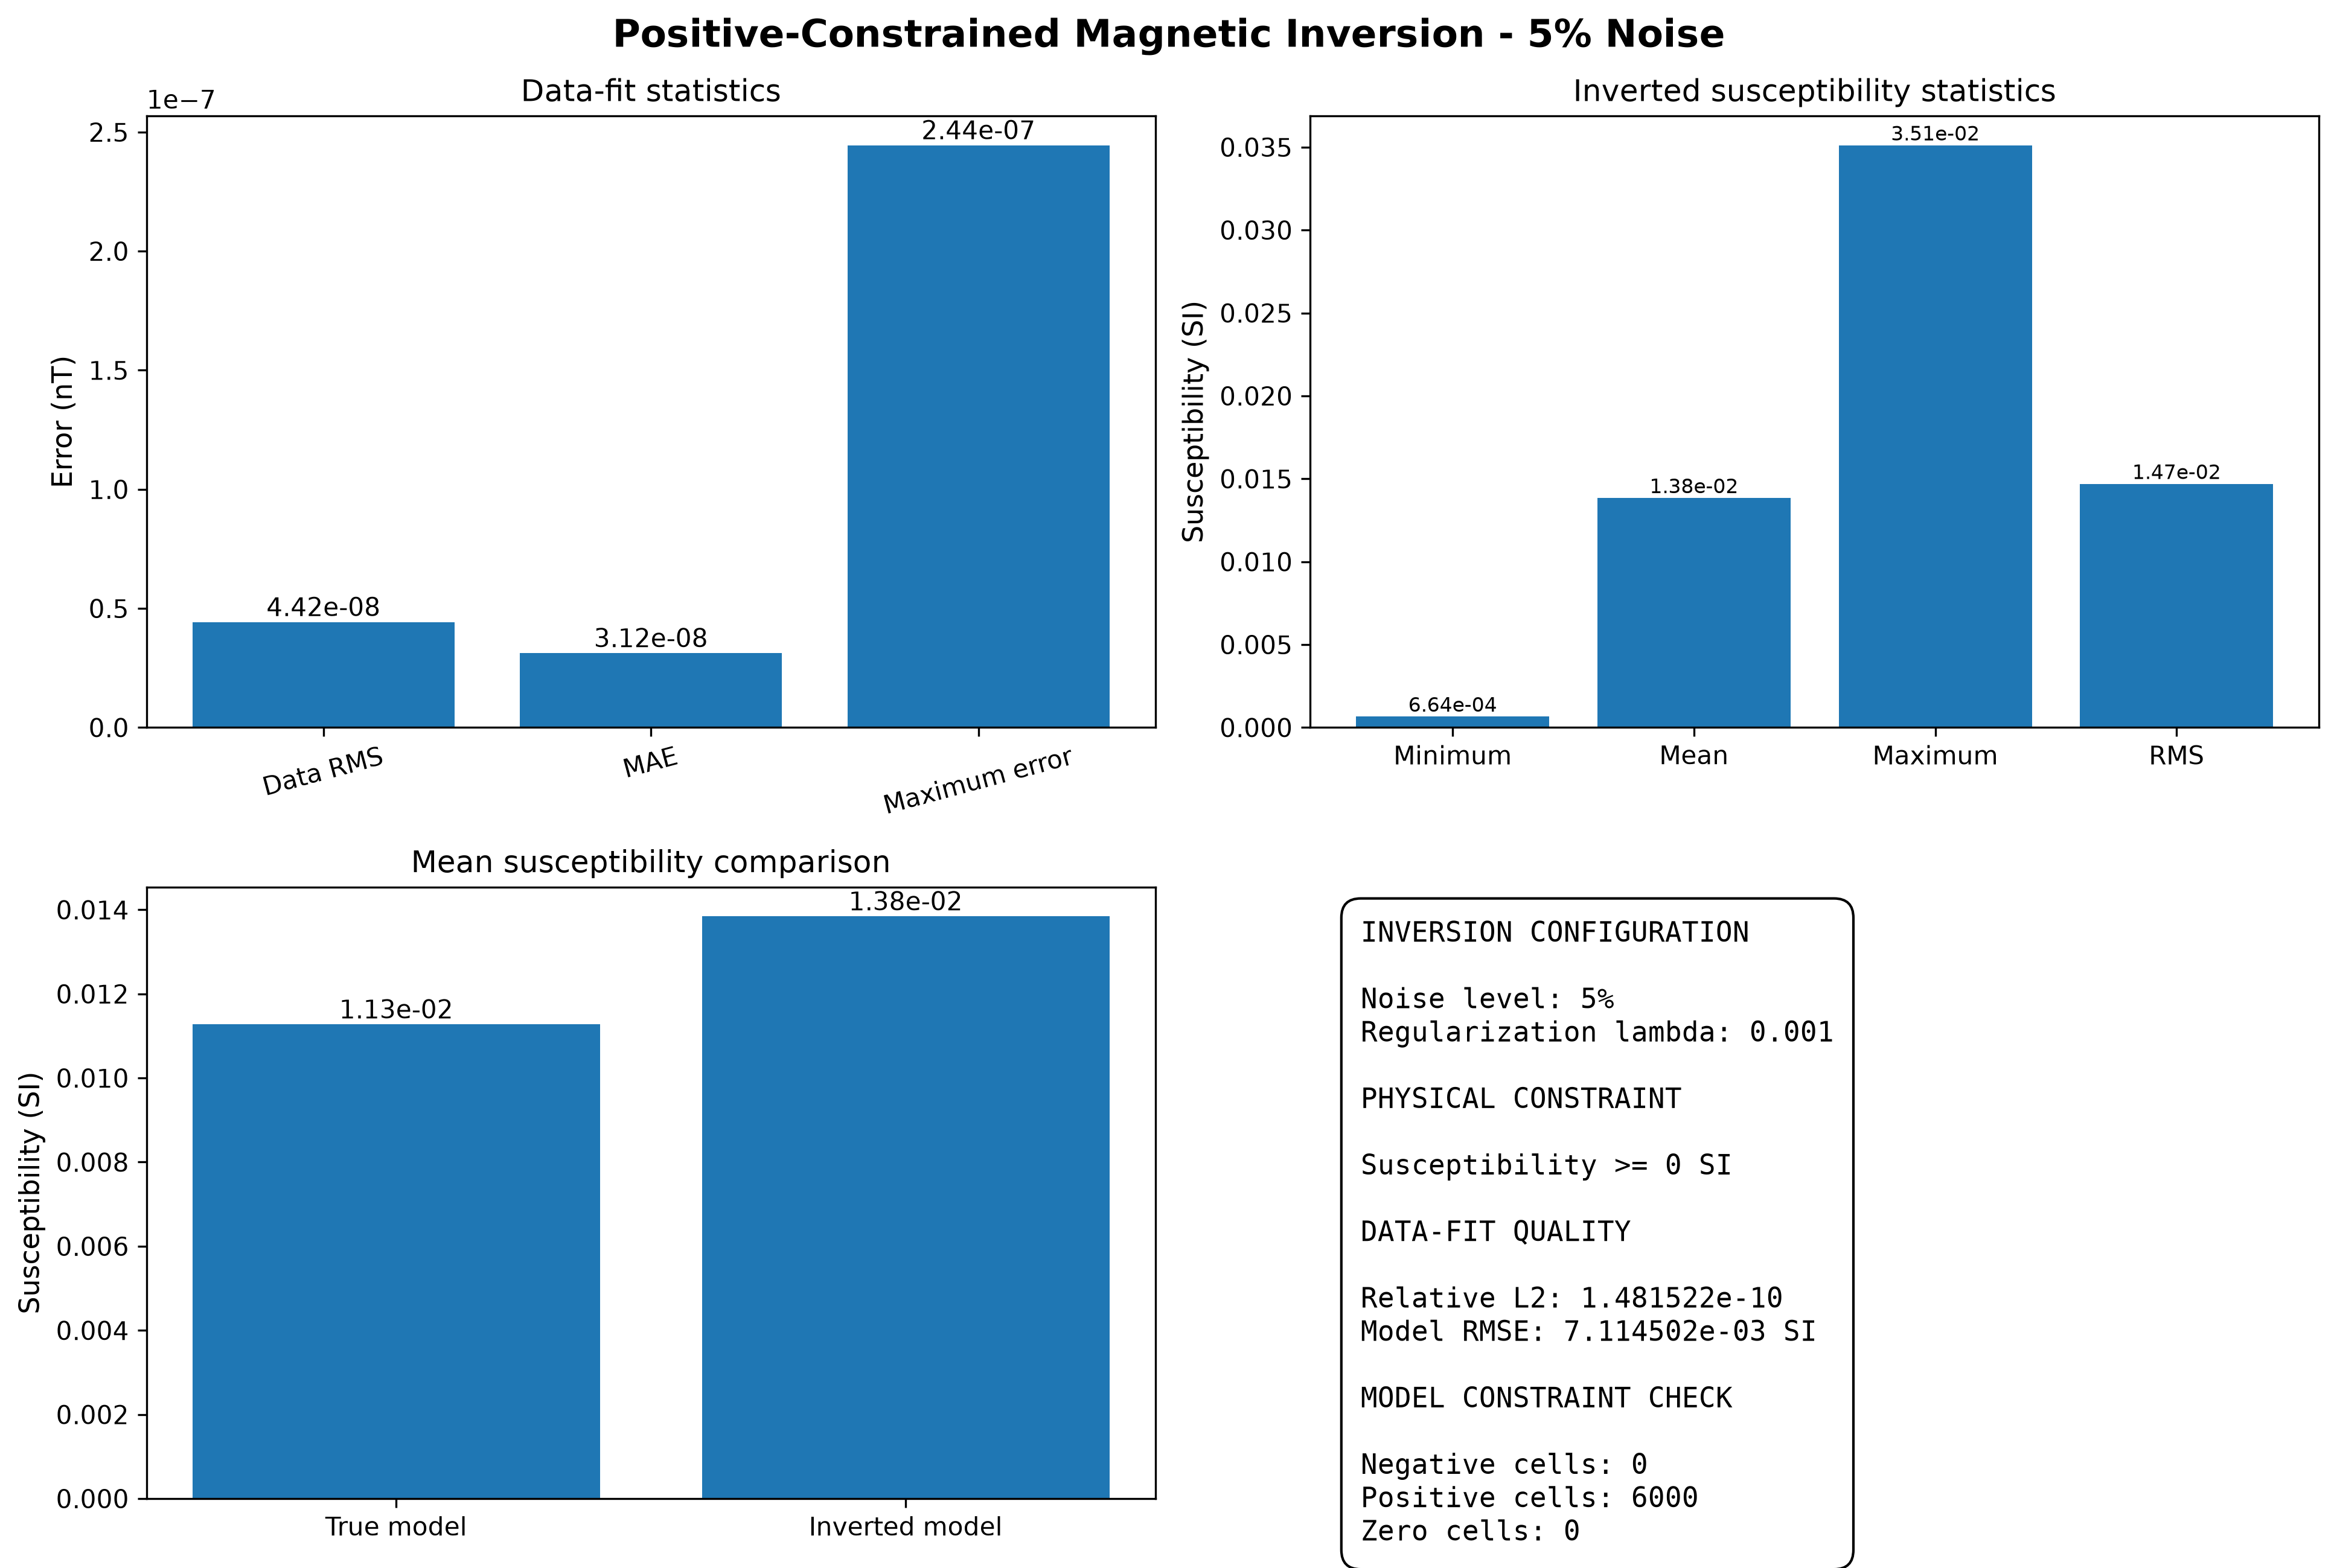 Positive-Constrained Magnetic Inversion - 5% Noise
Data-fit statistics
1e−7
Error (nT)
2.5
2.0
1.5
1.0
0.5
0.0
4.42e-08
3.12e-08
2.44e-07
Data RMS
MAE
Maximum error
Inverted susceptibility statistics
Susceptibility (SI)
0.035
0.030
0.025
0.020
0.015
0.010
0.005
0.000
6.64e-04
1.38e-02
3.51e-02
1.47e-02
Minimum
Mean
Maximum
RMS
Mean susceptibility comparison
Susceptibility (SI)
0.014
0.012
0.010
0.008
0.006
0.004
0.002
0.000
1.13e-02
1.38e-02
True model
Inverted model
INVERSION CONFIGURATION
Noise level: 5%
Regularization lambda: 0.001
PHYSICAL CONSTRAINT
Susceptibility >= 0 SI
DATA-FIT QUALITY
Relative L2: 1.481522e-10
Model RMSE: 7.114502e-03 SI
MODEL CONSTRAINT CHECK
Negative cells: 0
Positive cells: 6000
Zero cells: 0